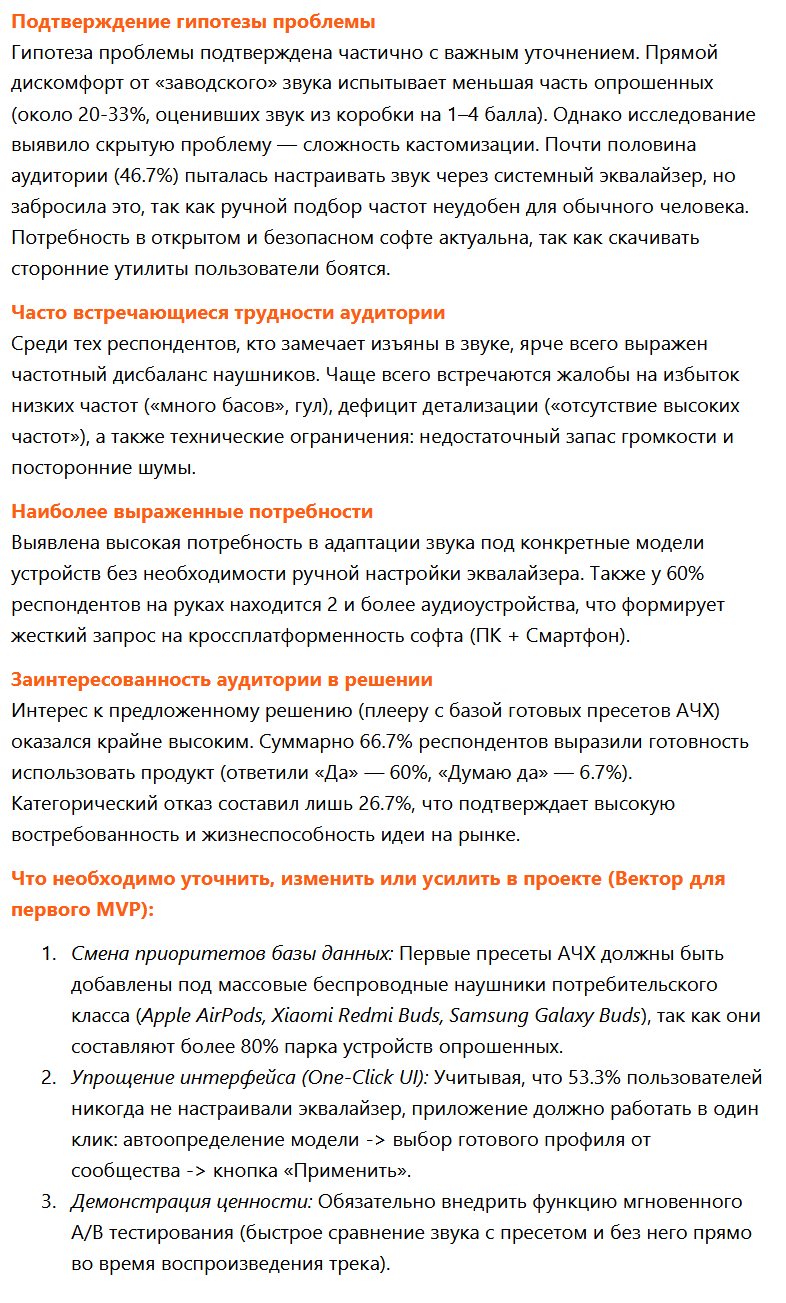 Подтверждение гипотезы проблемы
Гипотеза проблемы подтверждена частично с важным уточнением. Прямой
дискомфорт от «заводского» звука испытывает меньшая часть опрошенных
(около 20-33%, оценивших звук из коробки на 1–4 балла). Однако исследование
выявило скрытую проблему — сложность кастомизации. Почти половина
аудитории (46.7%) пыталась настраивать звук через системный эквалайзер, но
забросила это, так как ручной подбор частот неудобен для обычного человека.
Потребность в открытом и безопасном софте актуальна, так как скачивать
сторонние утилиты пользователи боятся.
Часто встречающиеся трудности аудитории
Среди тех респондентов, кто замечает изъяны в звуке, ярче всего выражен
частотный дисбаланс наушников. Чаще всего встречаются жалобы на избыток
низких частот («много басов», гул), дефицит детализации («отсутствие высоких
частот»), а также технические ограничения: недостаточный запас громкости и
посторонние шумы.
Наиболее выраженные потребности
Выявлена высокая потребность в адаптации звука под конкретные модели
устройств без необходимости ручной настройки эквалайзера. Также у 60%
респондентов на руках находится 2 и более аудиоустройства, что формирует
жесткий запрос на кроссплатформенность софта (ПК + Смартфон).
Заинтересованность аудитории в решении
Интерес к предложенному решению (плееру с базой готовых пресетов АЧХ)
оказался крайне высоким. Суммарно 66.7% респондентов выразили готовность
использовать продукт (ответили «Да» — 60%, «Думаю да» — 6.7%).
Категорический отказ составил лишь 26.7%, что подтверждает высокую
востребованность и жизнеспособность идеи на рынке.
Что необходимо уточнить, изменить или усилить в проекте (Вектор для
первого MVP):
1. Смена приоритетов базы данных: Первые пресеты АЧХ должны быть
добавлены под массовые беспроводные наушники потребительского
класса (Apple AirPods, Xiaomi Redmi Buds, Samsung Galaxy Buds), так как они
составляют более 80% парка устройств опрошенных.
2. Упрощение интерфейса (One-Click UI): Учитывая, что 53.3% пользователей
никогда не настраивали эквалайзер, приложение должно работать в один
клик: автоопределение модели -> выбор готового профиля от
сообщества -> кнопка «Применить».
3. Демонстрация ценности: Обязательно внедрить функцию мгновенного
А/В тестирования (быстрое сравнение звука с пресетом и без него прямо
во время воспроизведения трека).